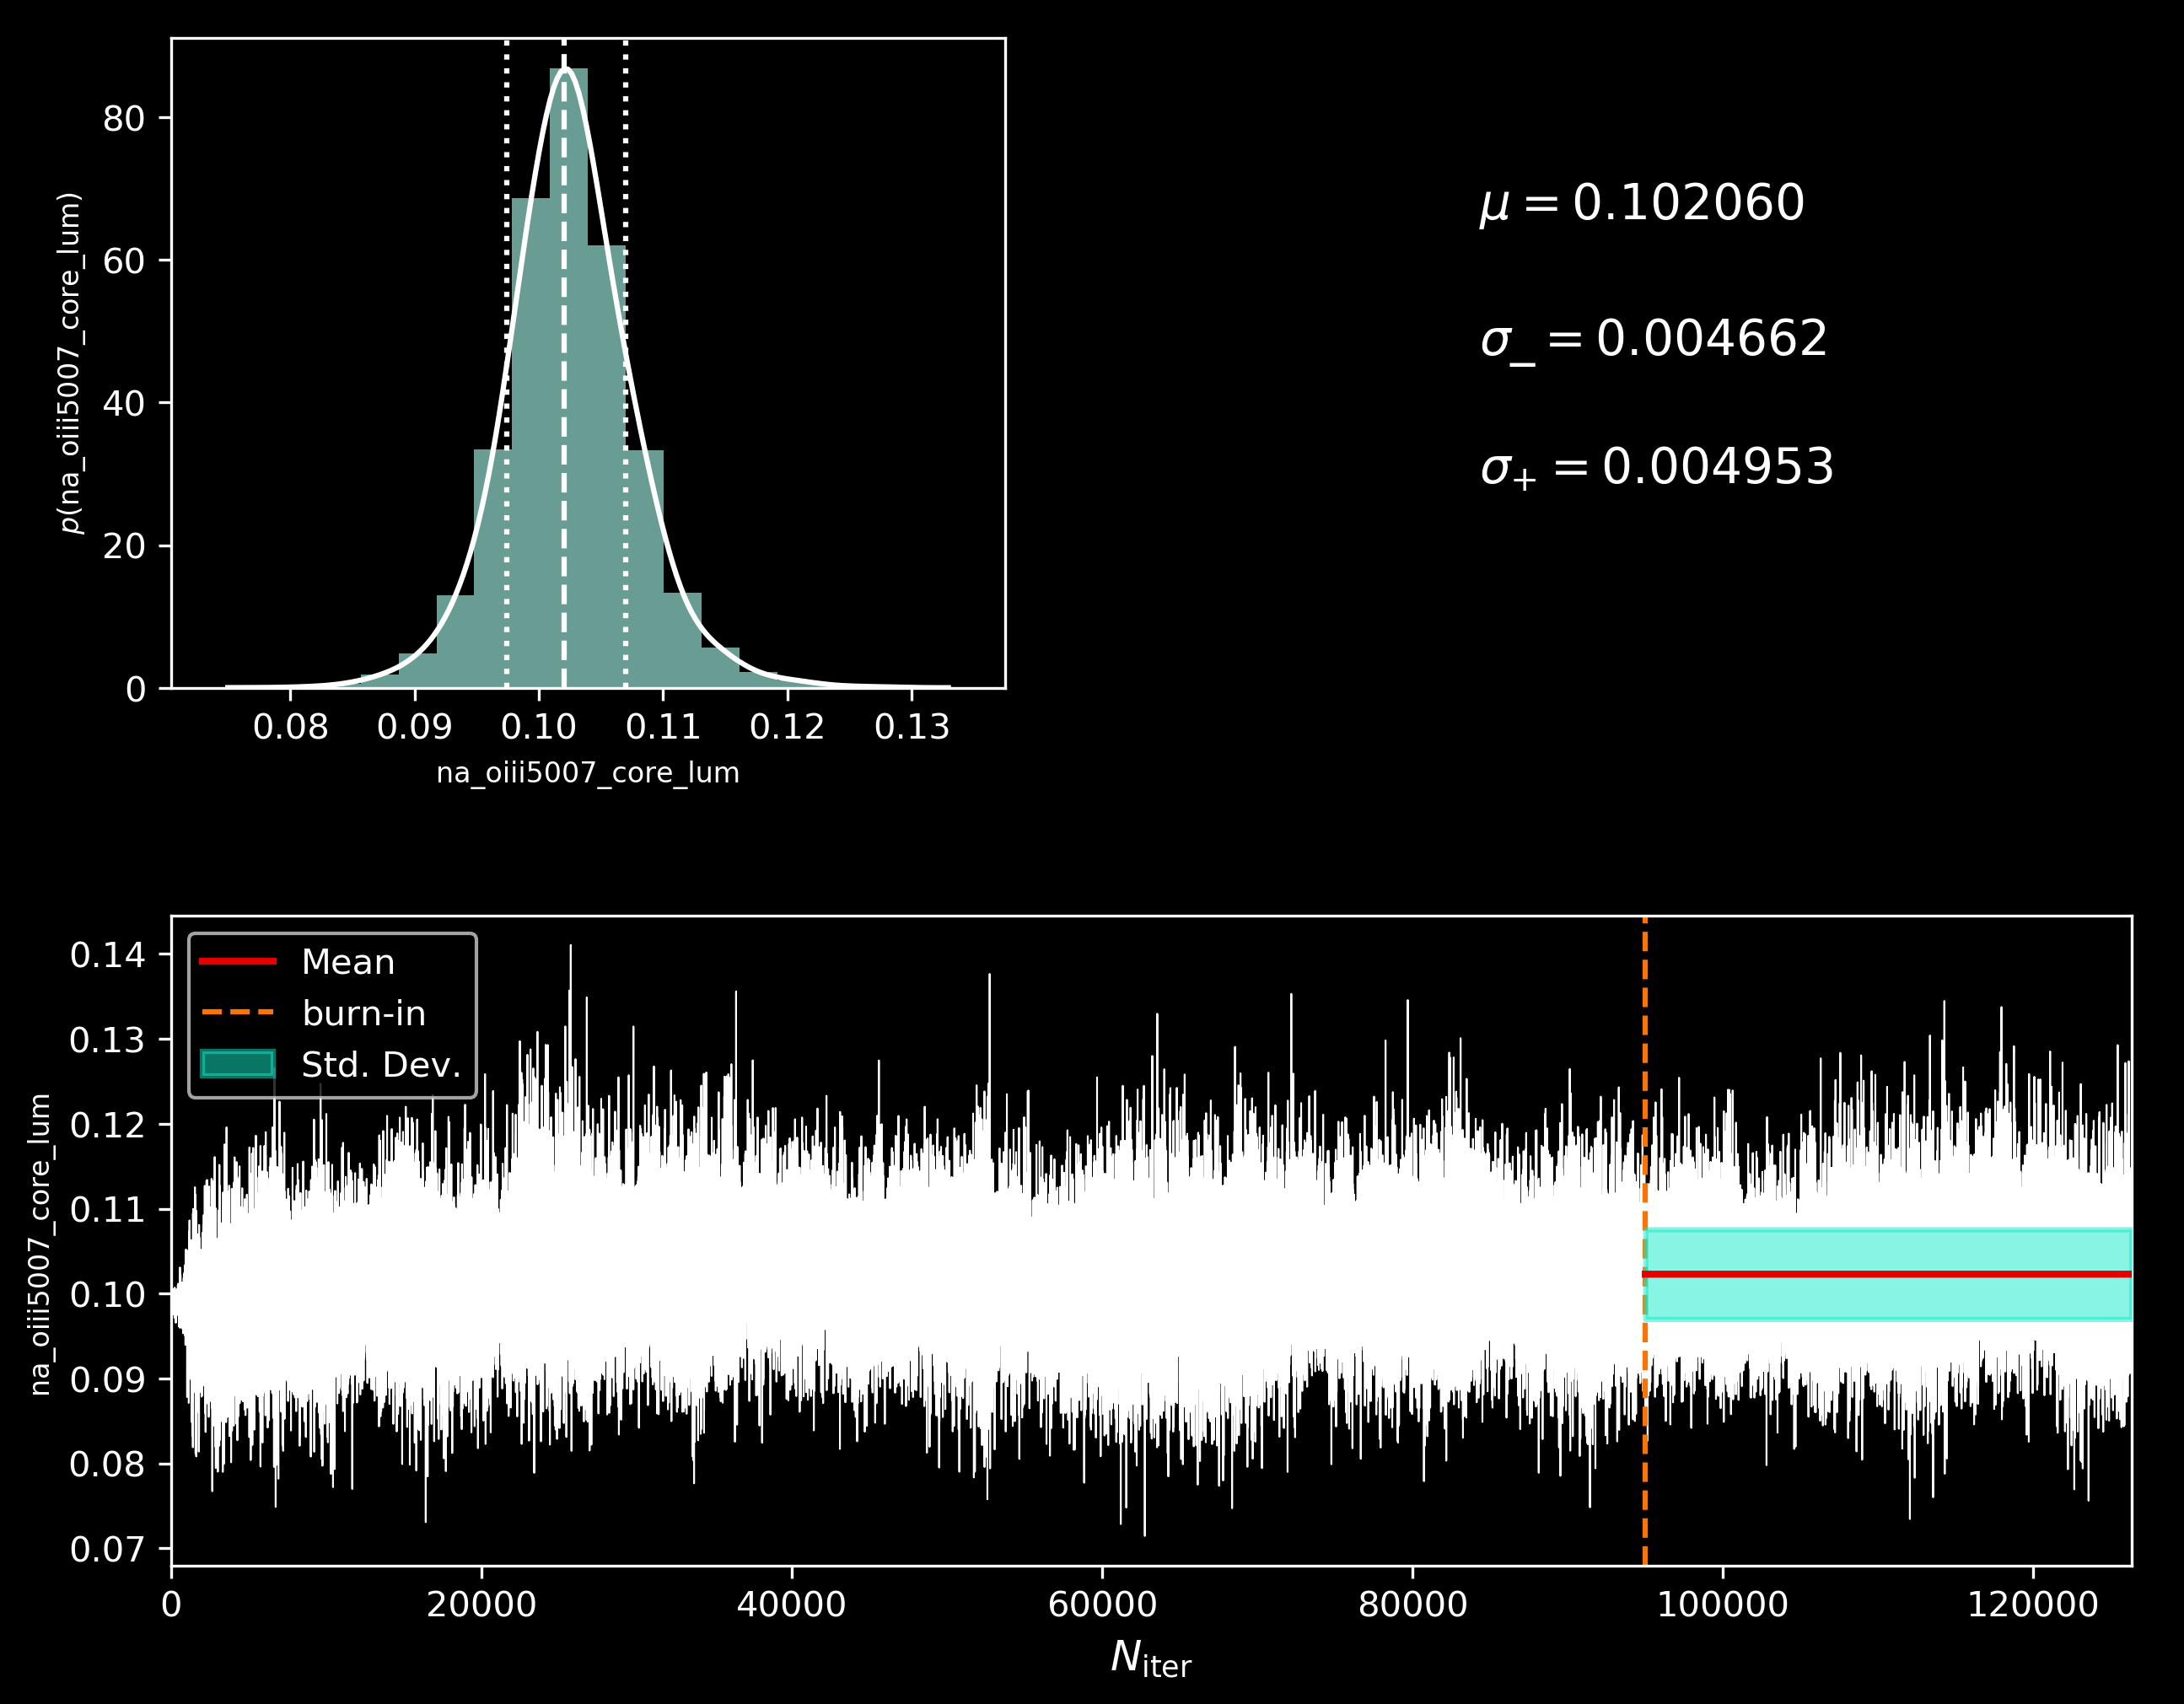 80
60
40
20
0
p(na_oiii5007_core_lum)
0.08 0.09 0.10 0.11 0.12 0.13
na_oiii5007_core_lum
μ = 0.102060
σ₋ = 0.004662
σ₊ = 0.004953
0.14
0.13
0.12
0.11
0.10
0.09
0.08
0.07
na_oiii5007_core_lum
Mean
burn-in
Std. Dev.
0 20000 40000 60000 80000 100000 120000
N_iter